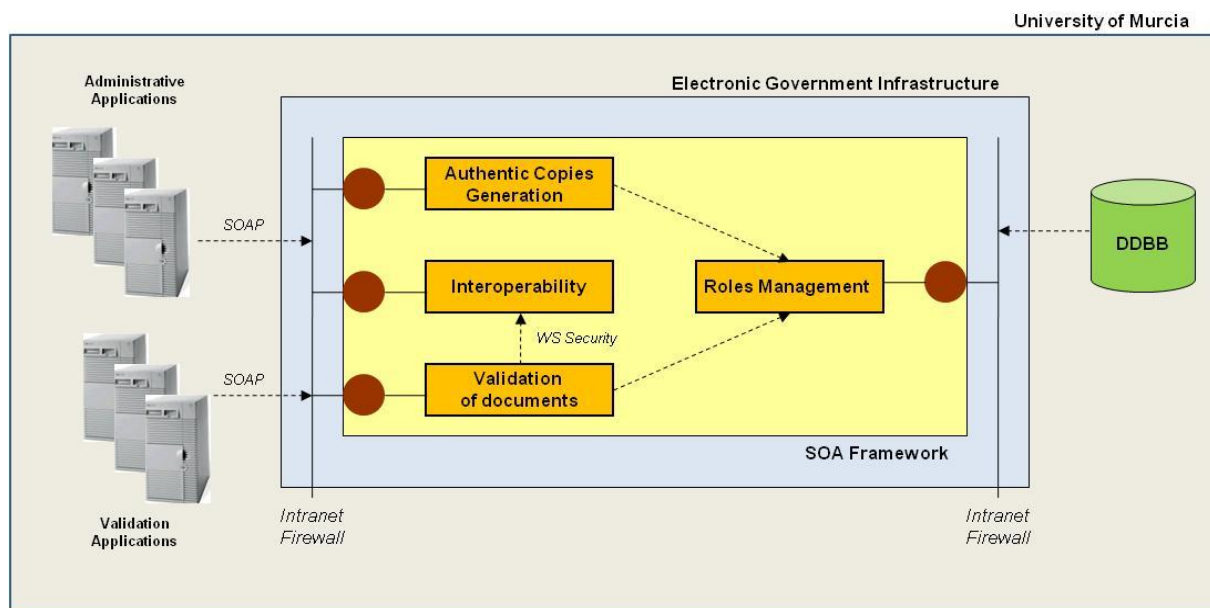 University of Murcia
Administrative
Applications
Electronic Government Infrastructure
Authentic Copies
Generation
SOAP
DDBB
Interoperability
Roles Management
WS Security
SOAP
Validation
of documents
SOA Framework
Intranet
Firewall
Intranet
Firewall
Validation
Applications